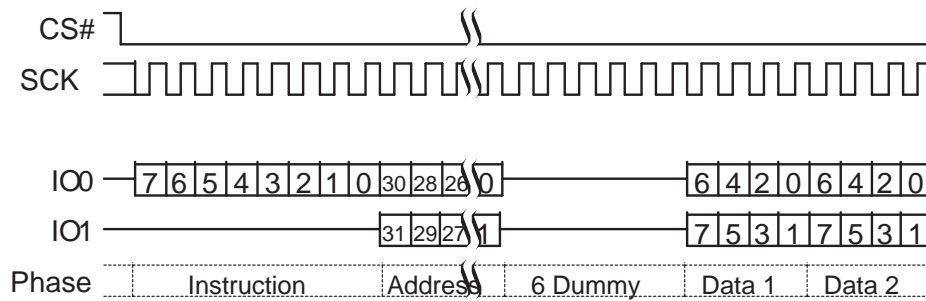 CS#
SCK
IO0 7 6 5 4 3 2 1 0 30 28 26 0 6 4 2 0 6 4 2 0
IO1 31 29 27 1 7 5 3 1 7 5 3 1
Phase Instruction Address 6 Dummy Data 1 Data 2